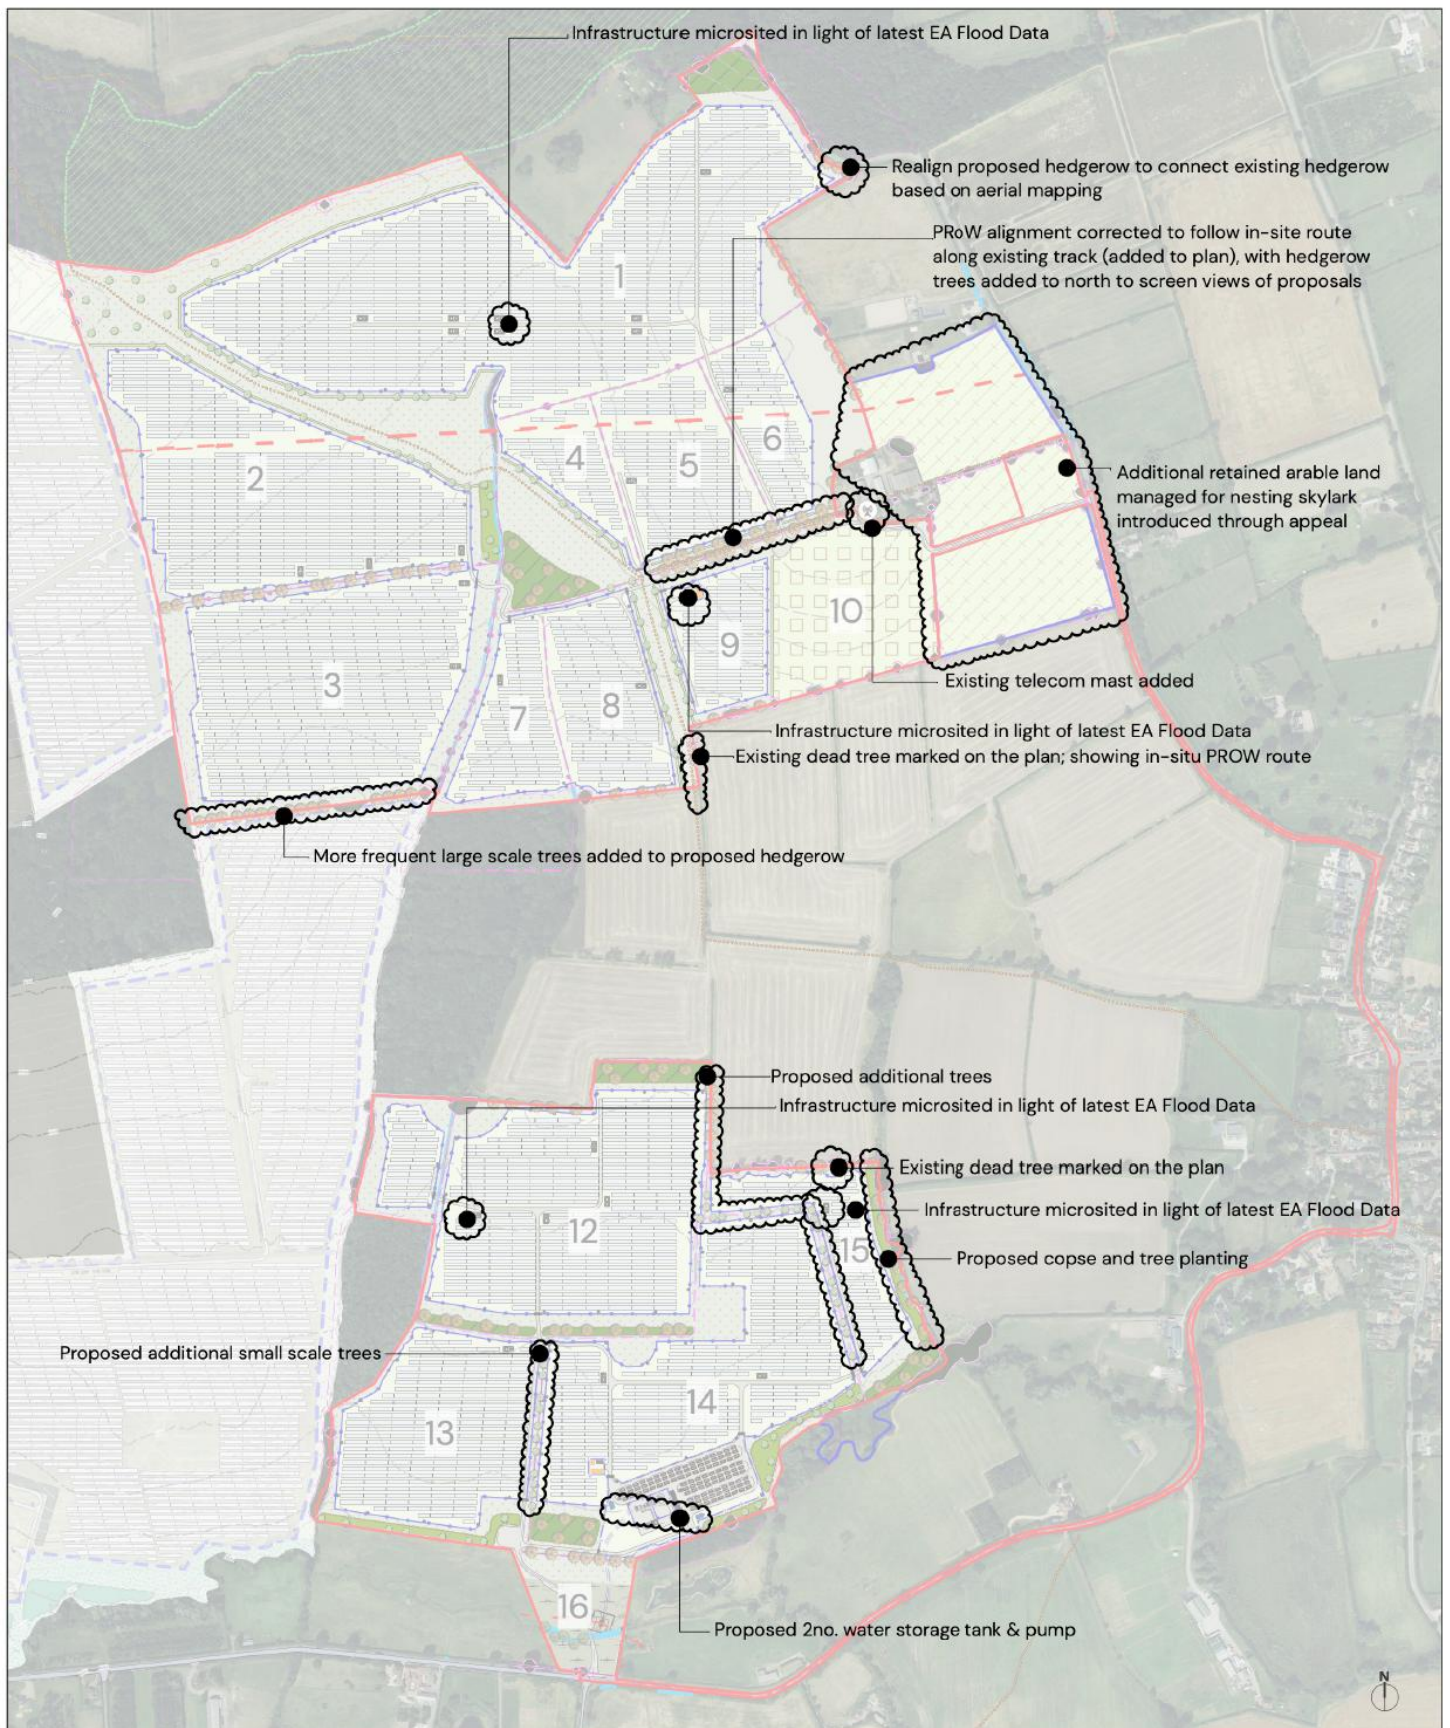 Infrastructure microsited in light of latest EA Flood Data
Realign proposed hedgerow to connect existing hedgerow
based on aerial mapping
PRoW alignment corrected to follow in-site route
along existing track (added to plan), with hedgerow
trees added to north to screen views of proposals
1
6
4
5
2
Additional retained arable land
managed for nesting skylark
introduced through appeal
10
9
3
8
7
Existing telecom mast added
Infrastructure microsited in light of latest EA Flood Data
Existing dead tree marked on the plan; showing in-situ PROW route
More frequent large scale trees added to proposed hedgerow
Proposed additional trees
Infrastructure microsited in light of latest EA Flood Data
Existing dead tree marked on the plan
Infrastructure microsited in light of latest EA Flood Data
12
15
Proposed copse and tree planting
Proposed additional small scale trees
14
13
16
Proposed 2no. water storage tank & pump
N